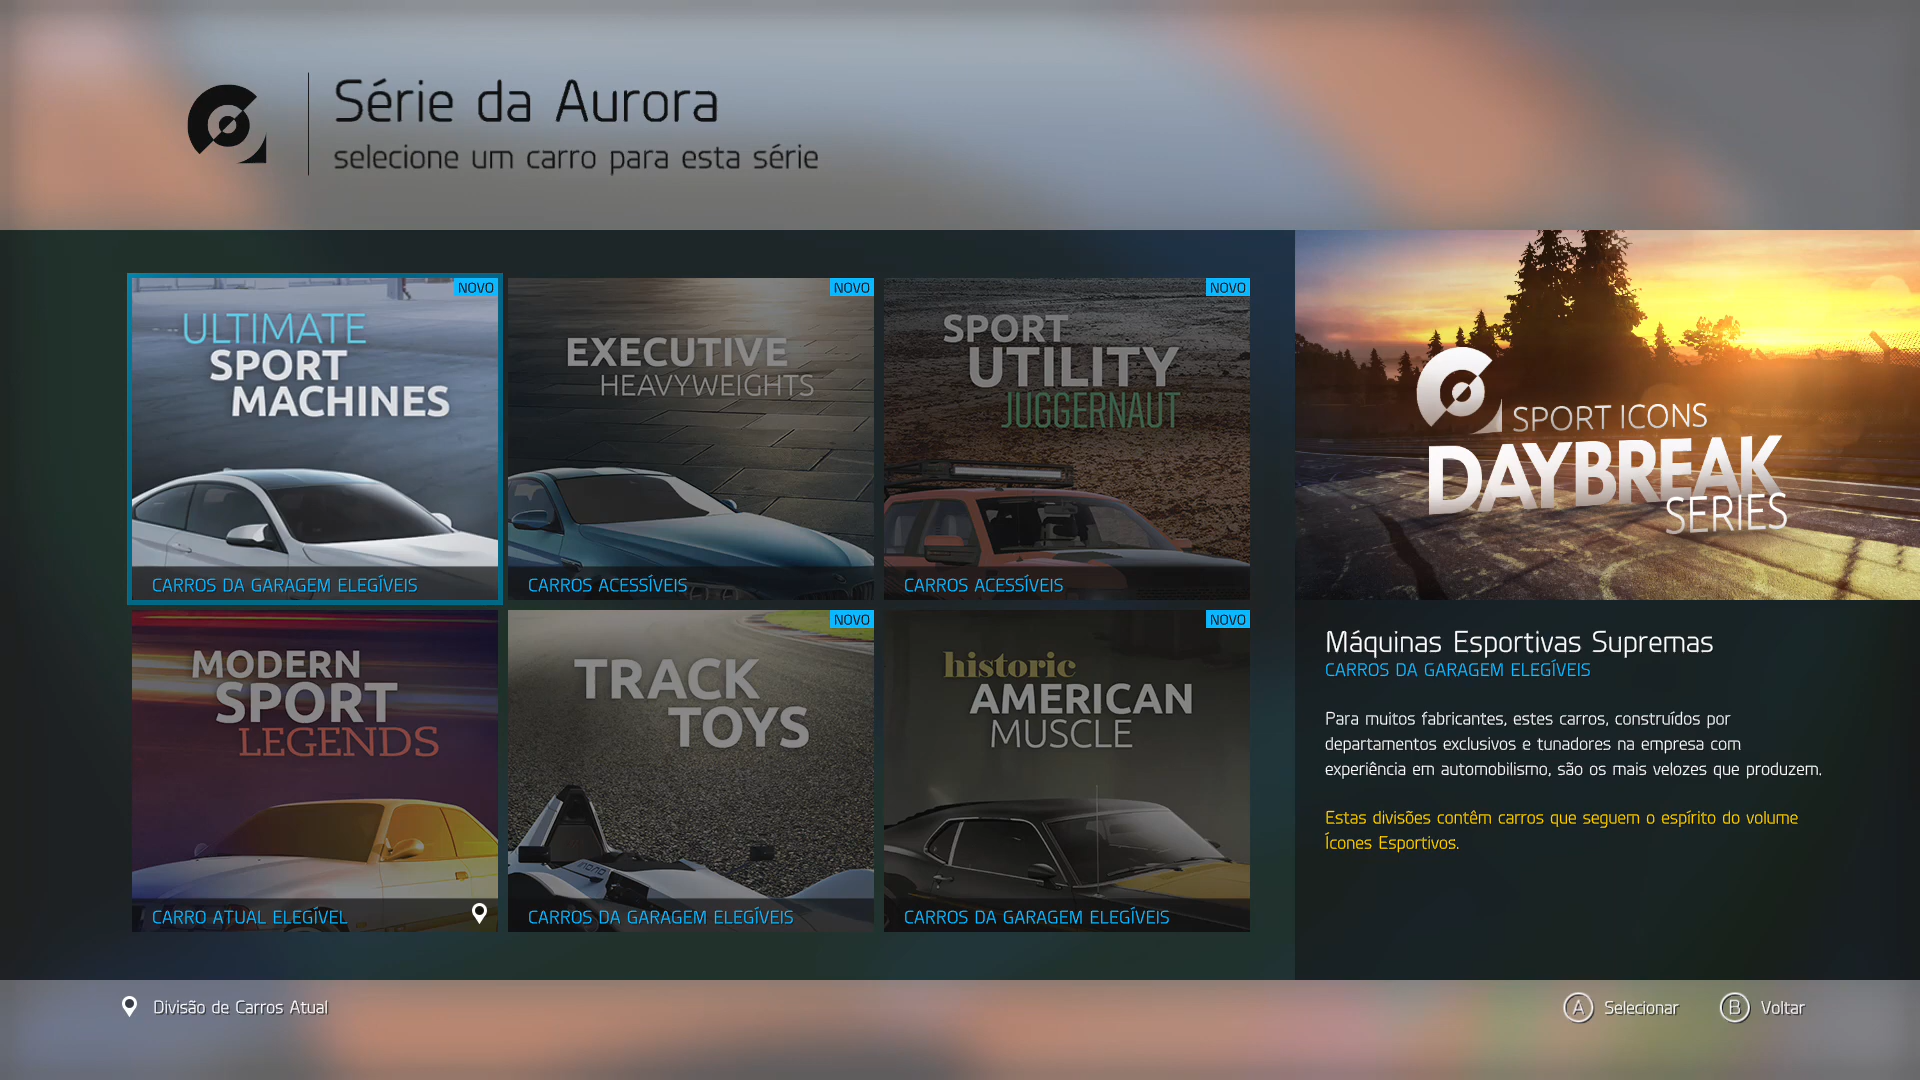 Série da Aurora
selecione um carro para esta série
NOVO
ULTIMATE
SPORT
MACHINES
CARROS DA GARAGEM ELEGÍVEIS
NOVO
EXECUTIVE
HEAVYWEIGHTS
CARROS ACESSÍVEIS
NOVO
SPORT
UTILITY
JUGGERNAUT
CARROS ACESSÍVEIS
MODERN
SPORT
LEGENDS
CARRO ATUAL ELEGÍVEL
NOVO
TRACK
TOYS
mono
CARROS DA GARAGEM ELEGÍVEIS
NOVO
historic
AMERICAN
MUSCLE
CARROS DA GARAGEM ELEGÍVEIS
SPORT ICONS
DAYBREAK
SERIES
Máquinas Esportivas Supremas
CARROS DA GARAGEM ELEGÍVEIS
Para muitos fabricantes, estes carros, construídos por
departamentos exclusivos e tunadores na empresa com
experiência em automobilismo, são os mais velozes que produzem.
Estas divisões contêm carros que seguem o espírito do volume
Ícones Esportivos.
Divisão de Carros Atual
A Selecionar
B Voltar